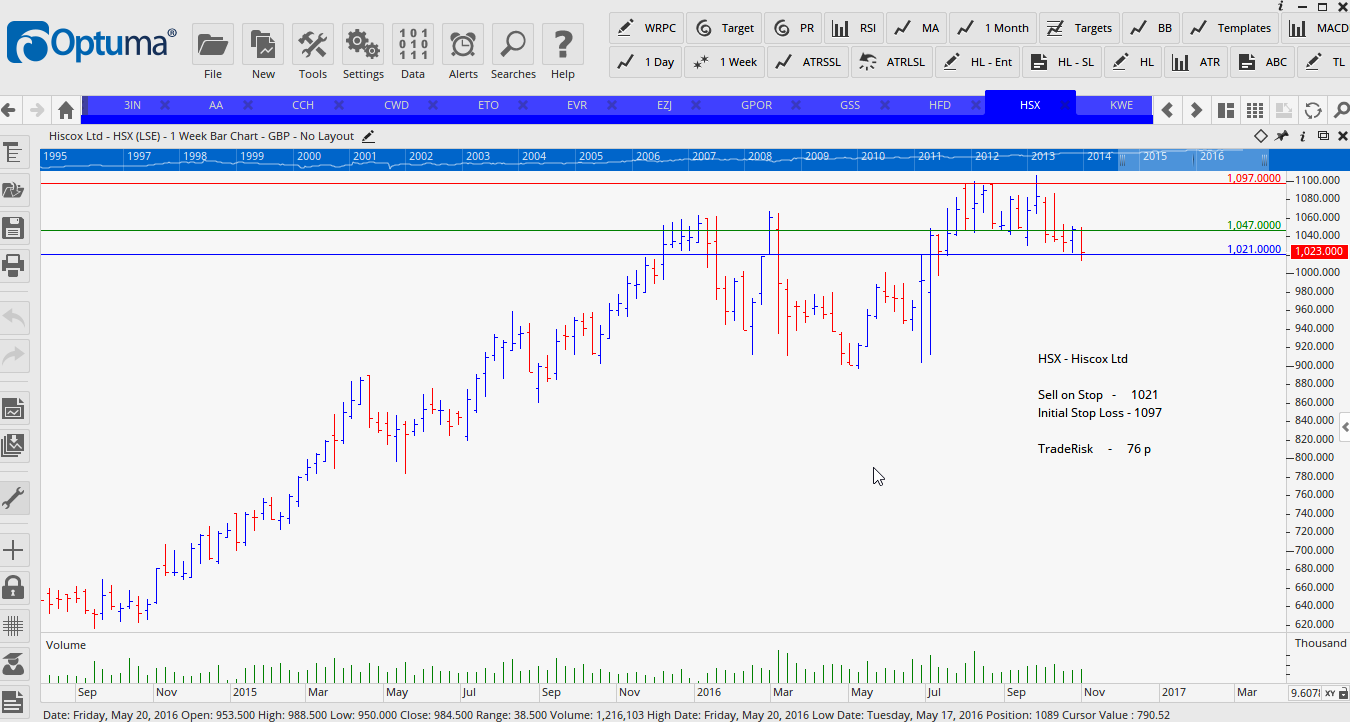 i
Optuma®
File
New
Tools
Settings
101
010
111
Data
Alerts
Searches
?
Help
WRPC
Target
PR
RSI
MA
1 Month
Targets
BB
Templates
MACD
1 Day
1 Week
ATRSSL
ATRLSL
HL - Ent
HL - SL
HL
ATR
ABC
TL
3IN
AA
CCH
CWD
ETO
EVR
EZJ
GPOR
GSS
HFD
HSX
KWE
Hiscox Ltd - HSX (LSE) - 1 Week Bar Chart - GBP - No Layout
i
1995 1997 1998 1999 2000 2001 2002 2003 2004 2005 2006 2007 2008 2009 2010 2011 2012 2013 2014 2015 2016
1,097.0000
1,047.0000
1,021.0000
1100.000
1080.000
1060.000
1040.000
1,023.000
1000.000
980.000
960.000
940.000
920.000
900.000
880.000
860.000
840.000
820.000
800.000
780.000
760.000
740.000
720.000
700.000
680.000
660.000
640.000
620.000
HSX - Hiscox Ltd
Sell on Stop - 1021
Initial Stop Loss - 1097
TradeRisk - 76 p
Volume
Thousand
Sep Nov 2015 Mar May Jul Sep Nov 2016 Mar May Jul Sep Nov 2017 Mar
XY
Date: Friday, May 20, 2016 Open: 953.500 High: 988.500 Low: 950.000 Close: 984.500 Range: 38.500 Volume: 1,216,103 High Date: Friday, May 20, 2016 Low Date: Tuesday, May 17, 2016 Position: 1089 Cursor Value : 790.52